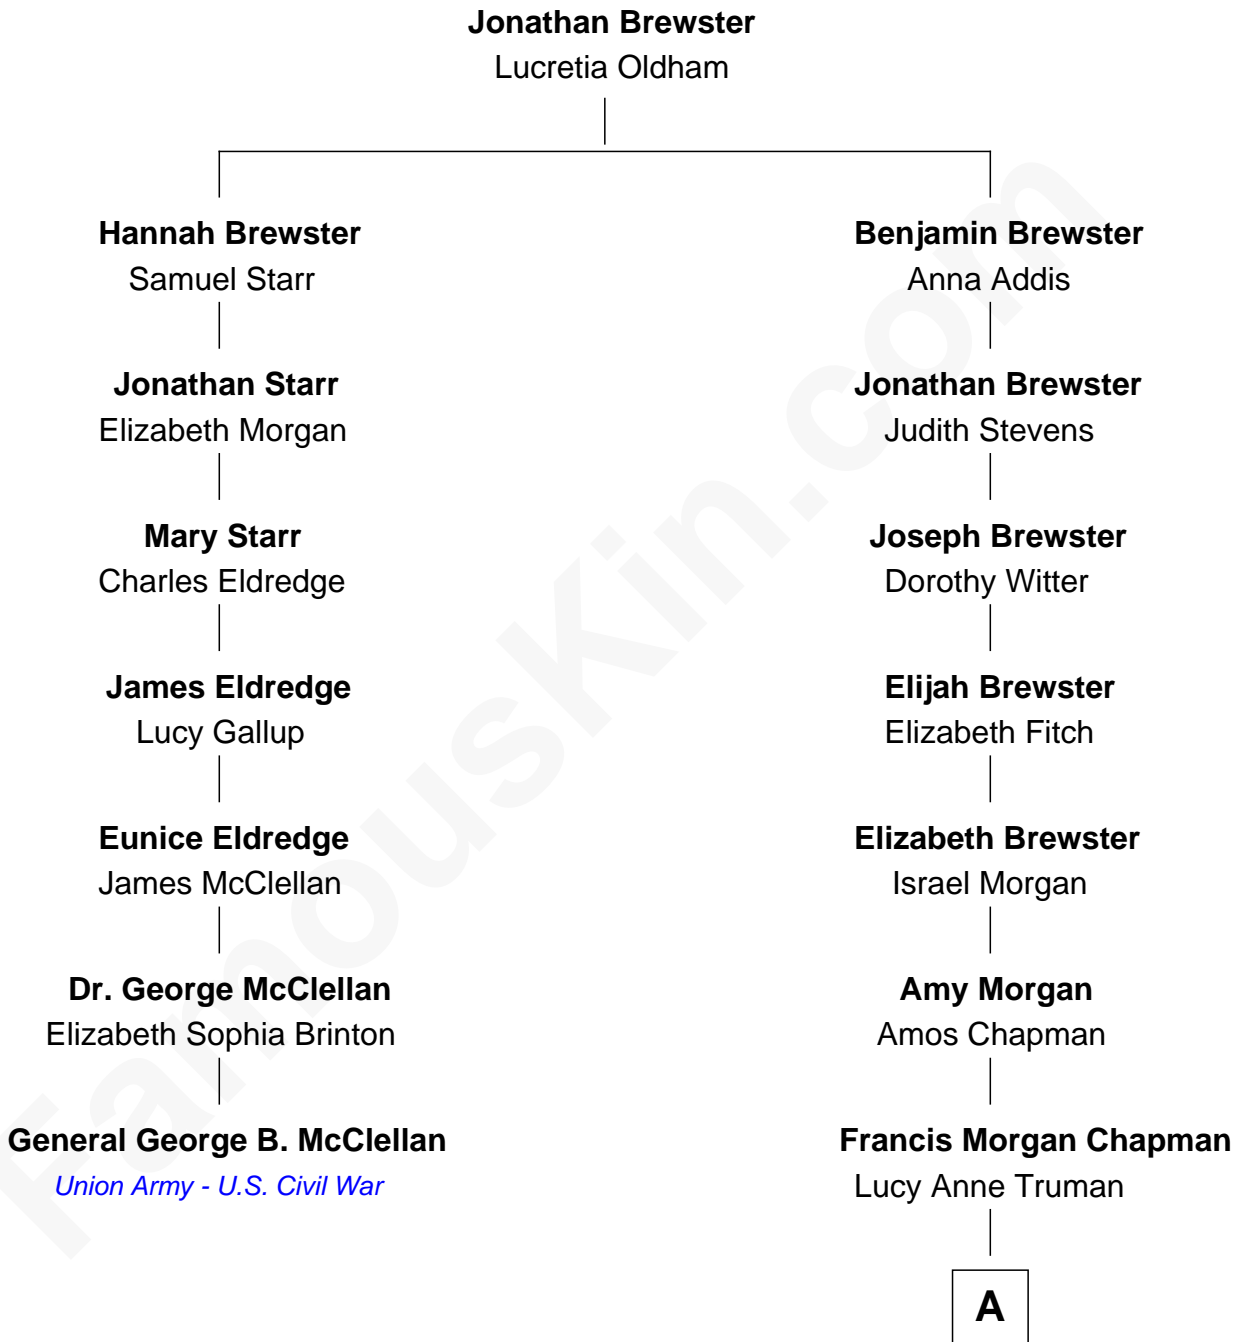 Jonathan Brewster
Lucretia Oldham
Hannah Brewster
Samuel Starr
Jonathan Starr
Elizabeth Morgan
Mary Starr
Charles Eldredge
James Eldredge
Lucy Gallup
Eunice Eldredge
James McClellan
Dr. George McClellan
Elizabeth Sophia Brinton
General George B. McClellan
Union Army - U.S. Civil War
Benjamin Brewster
Anna Addis
Jonathan Brewster
Judith Stevens
Joseph Brewster
Dorothy Witter
Elijah Brewster
Elizabeth Fitch
Elizabeth Brewster
Israel Morgan
Amy Morgan
Amos Chapman
Francis Morgan Chapman
Lucy Anne Truman
A
FamousKin.com